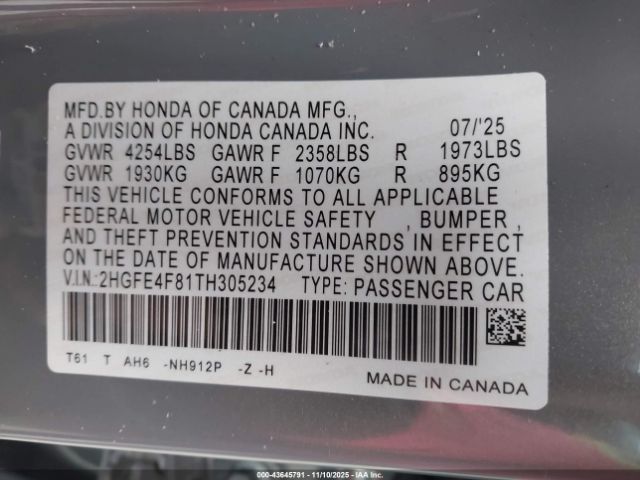 MFD.BY HONDA OF CANADA MFG.,
A DIVISION OF HONDA CANADA INC. 07/'25
GVWR 4254LBS GAWR F 2358LBS R 1973LBS
GVWR 1930KG GAWR F 1070KG R 895KG
THIS VEHICLE CONFORMS TO ALL APPLICABLE
FEDERAL MOTOR VEHICLE SAFETY , BUMPER ,
AND THEFT PREVENTION STANDARDS IN EFFECT
ON THE DATE OF MANUFACTURE SHOWN ABOVE.
V.I.N.:2HGFE4F81TH305234 TYPE: PASSENGER CAR
T61 T AH6 -NH912P -Z -H
MADE IN CANADA
000-43645791 - 11/10/2025 - IAAI Inc.